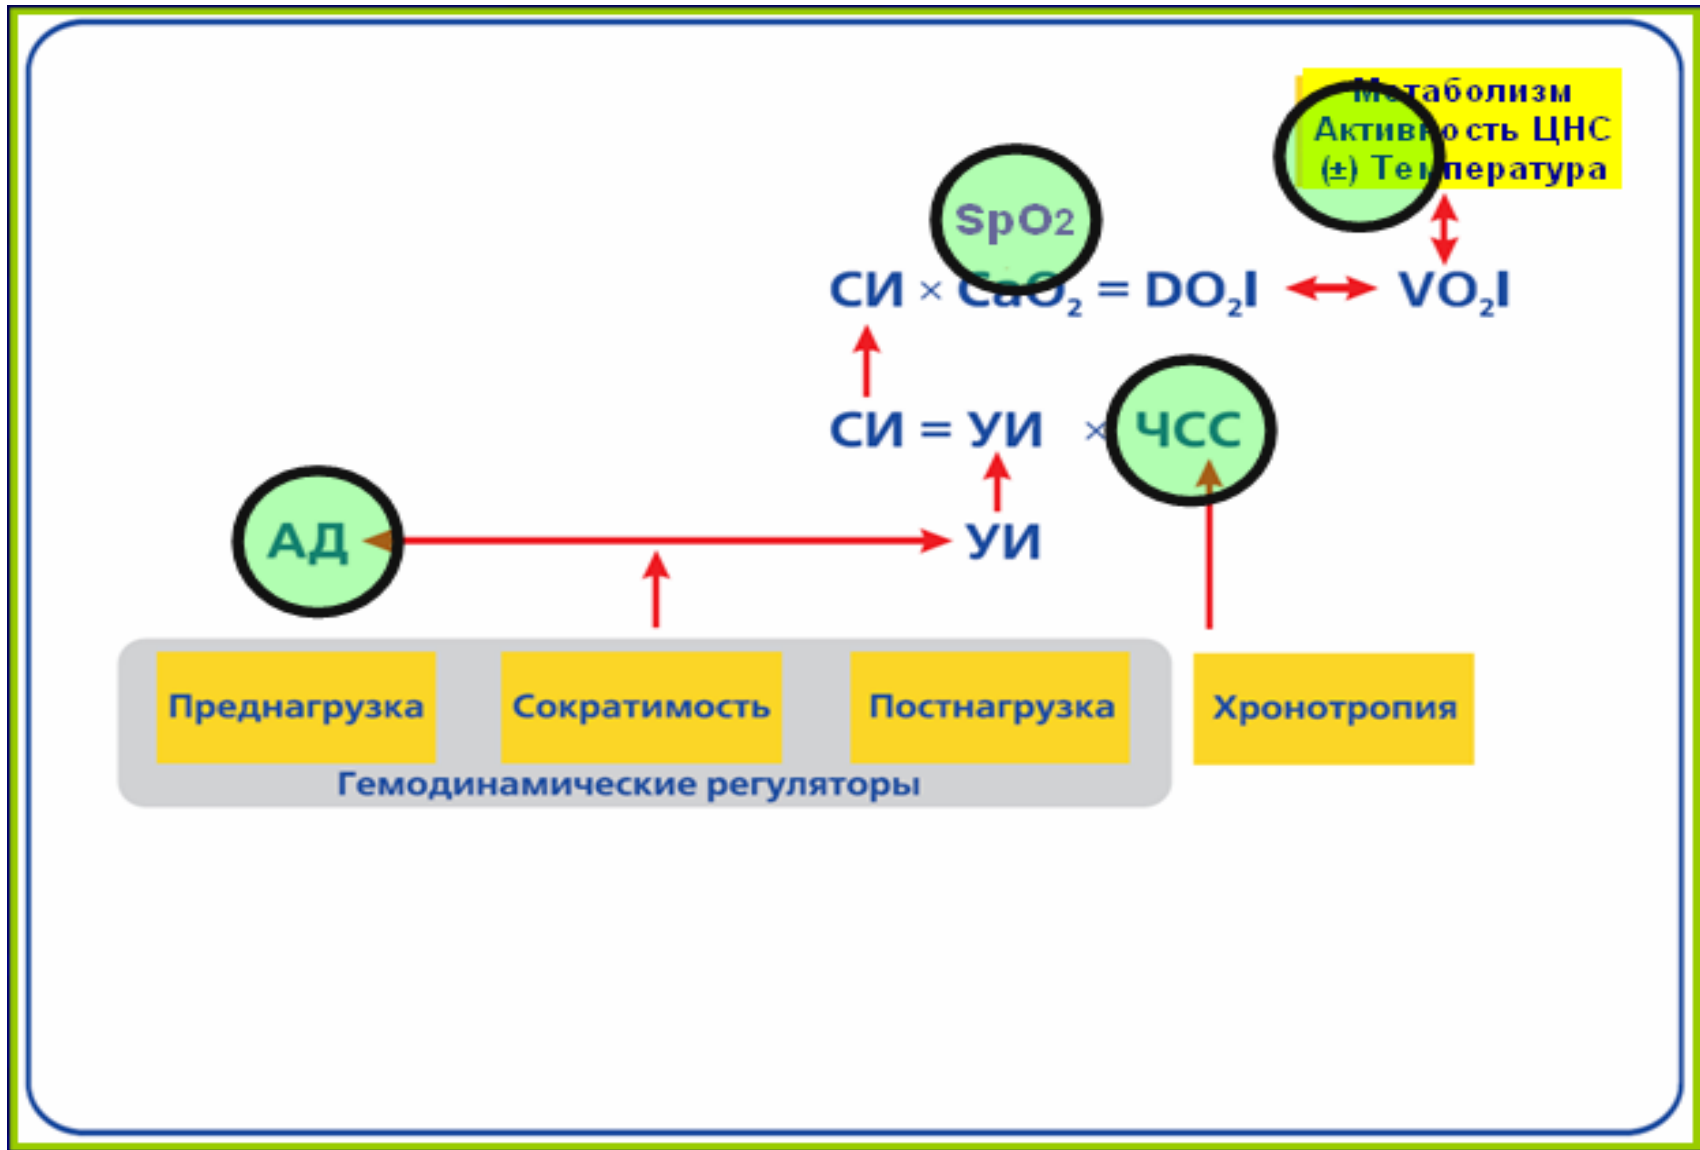 Метаболизм
Активность ЦНС
(±) Температура
SpO2
СИ × CaO₂ = DO₂I VO₂I
СИ = УИ × ЧСС
АД УИ
Преднагрузка Сократимость Постнагрузка Хронотропия
Гемодинамические регуляторы